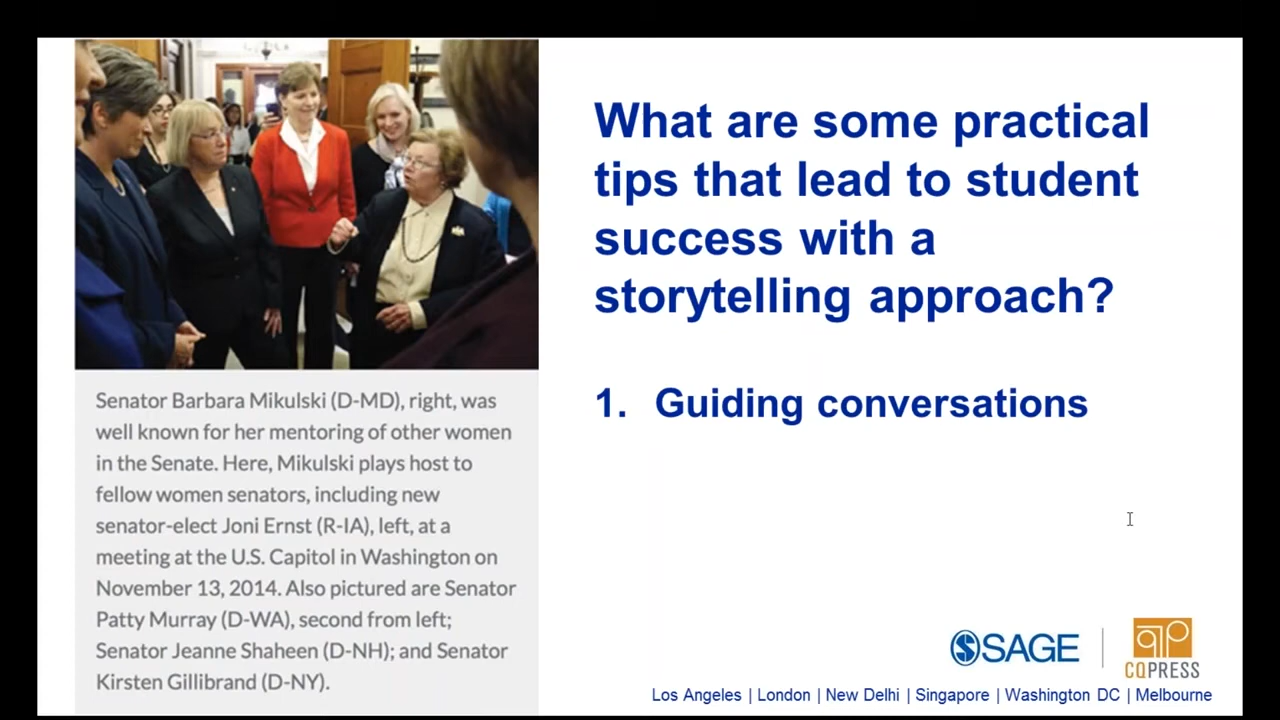 Senator Barbara Mikulski (D-MD), right, was
well known for her mentoring of other women
in the Senate. Here, Mikulski plays host to
fellow women senators, including new
senator-elect Joni Ernst (R-IA), left, at a
meeting at the U.S. Capitol in Washington on
November 13, 2014. Also pictured are Senator
Patty Murray (D-WA), second from left;
Senator Jeanne Shaheen (D-NH); and Senator
Kirsten Gillibrand (D-NY).
What are some practical
tips that lead to student
success with a
storytelling approach?
1. Guiding conversations
SAGE
CQPRESS
Los Angeles | London | New Delhi | Singapore | Washington DC | Melbourne